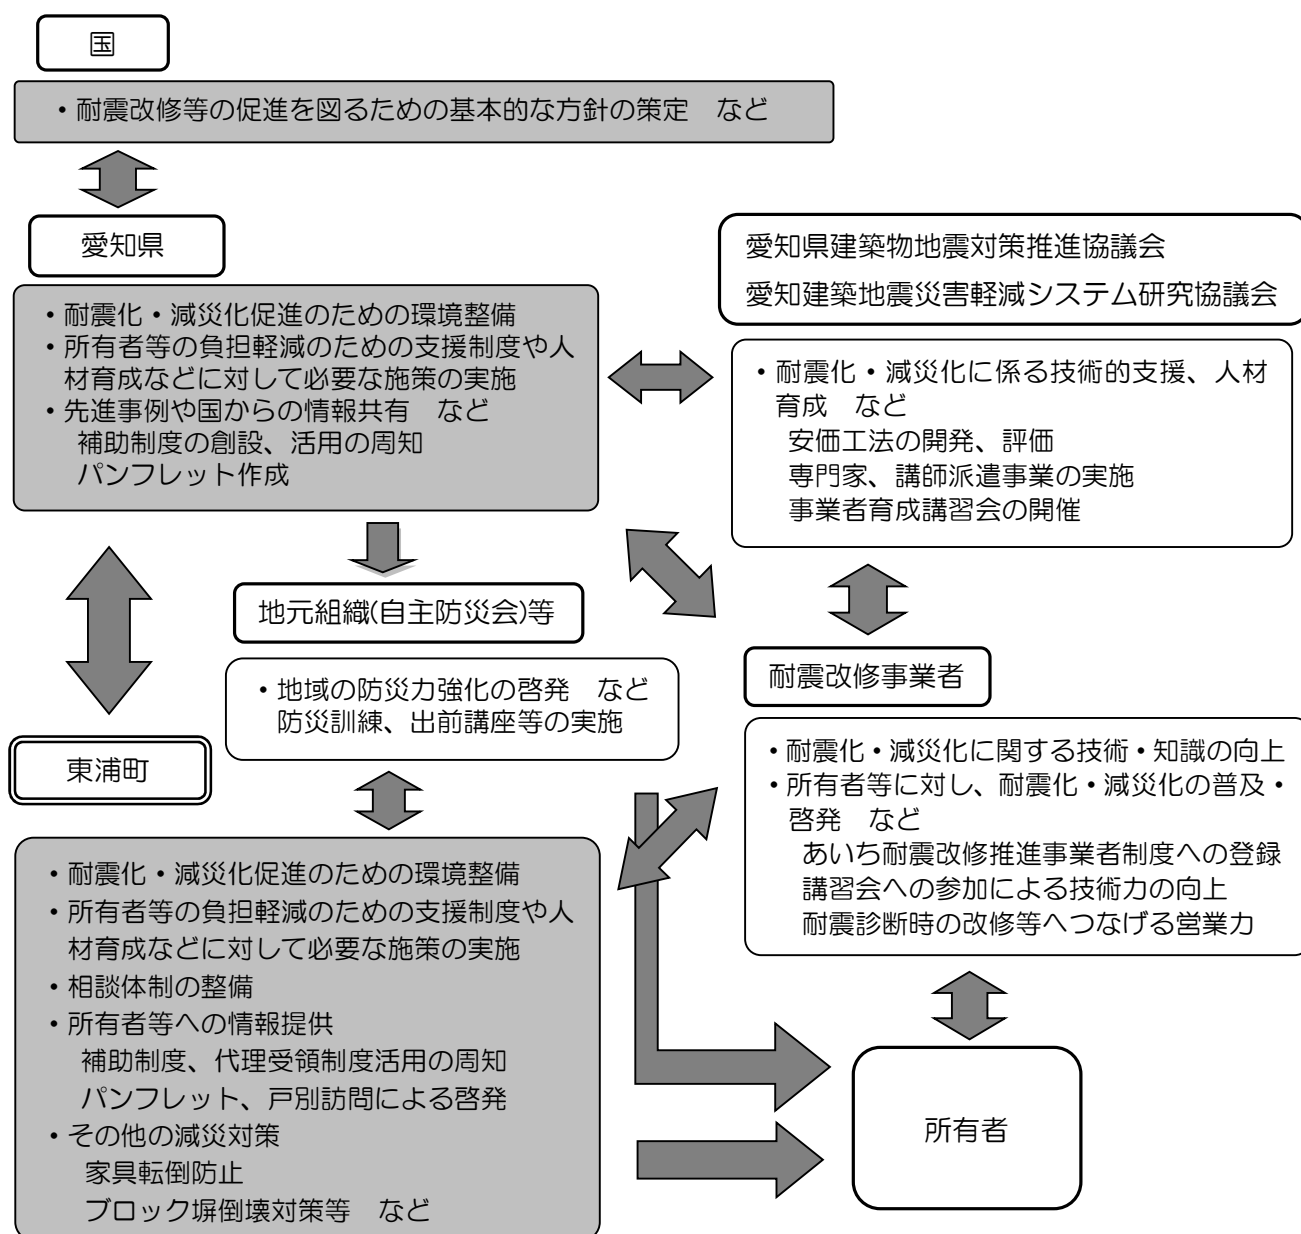 国
・耐震改修等の促進を図るための基本的な方針の策定　など
愛知県
・耐震化・減災化促進のための環境整備
・所有者等の負担軽減のための支援制度や人
材育成などに対して必要な施策の実施
・先進事例や国からの情報共有　など
補助制度の創設、活用の周知
パンフレット作成
愛知県建築物地震対策推進協議会
愛知建築地震災害軽減システム研究協議会
・耐震化・減災化に係る技術的支援、人材
育成　など
安価工法の開発、評価
専門家、講師派遣事業の実施
事業者育成講習会の開催
地元組織(自主防災会)等
・地域の防災力強化の啓発　など
防災訓練、出前講座等の実施
耐震改修事業者
・耐震化・減災化に関する技術・知識の向上
・所有者等に対し、耐震化・減災化の普及・
啓発　など
あいち耐震改修推進事業者制度への登録
講習会への参加による技術力の向上
耐震診断時の改修等へつなげる営業力
東浦町
・耐震化・減災化促進のための環境整備
・所有者等の負担軽減のための支援制度や人
材育成などに対して必要な施策の実施
・相談体制の整備
・所有者等への情報提供
補助制度、代理受領制度活用の周知
パンフレット、戸別訪問による啓発
・その他の減災対策
家具転倒防止
ブロック塀倒壊対策等　など
所有者